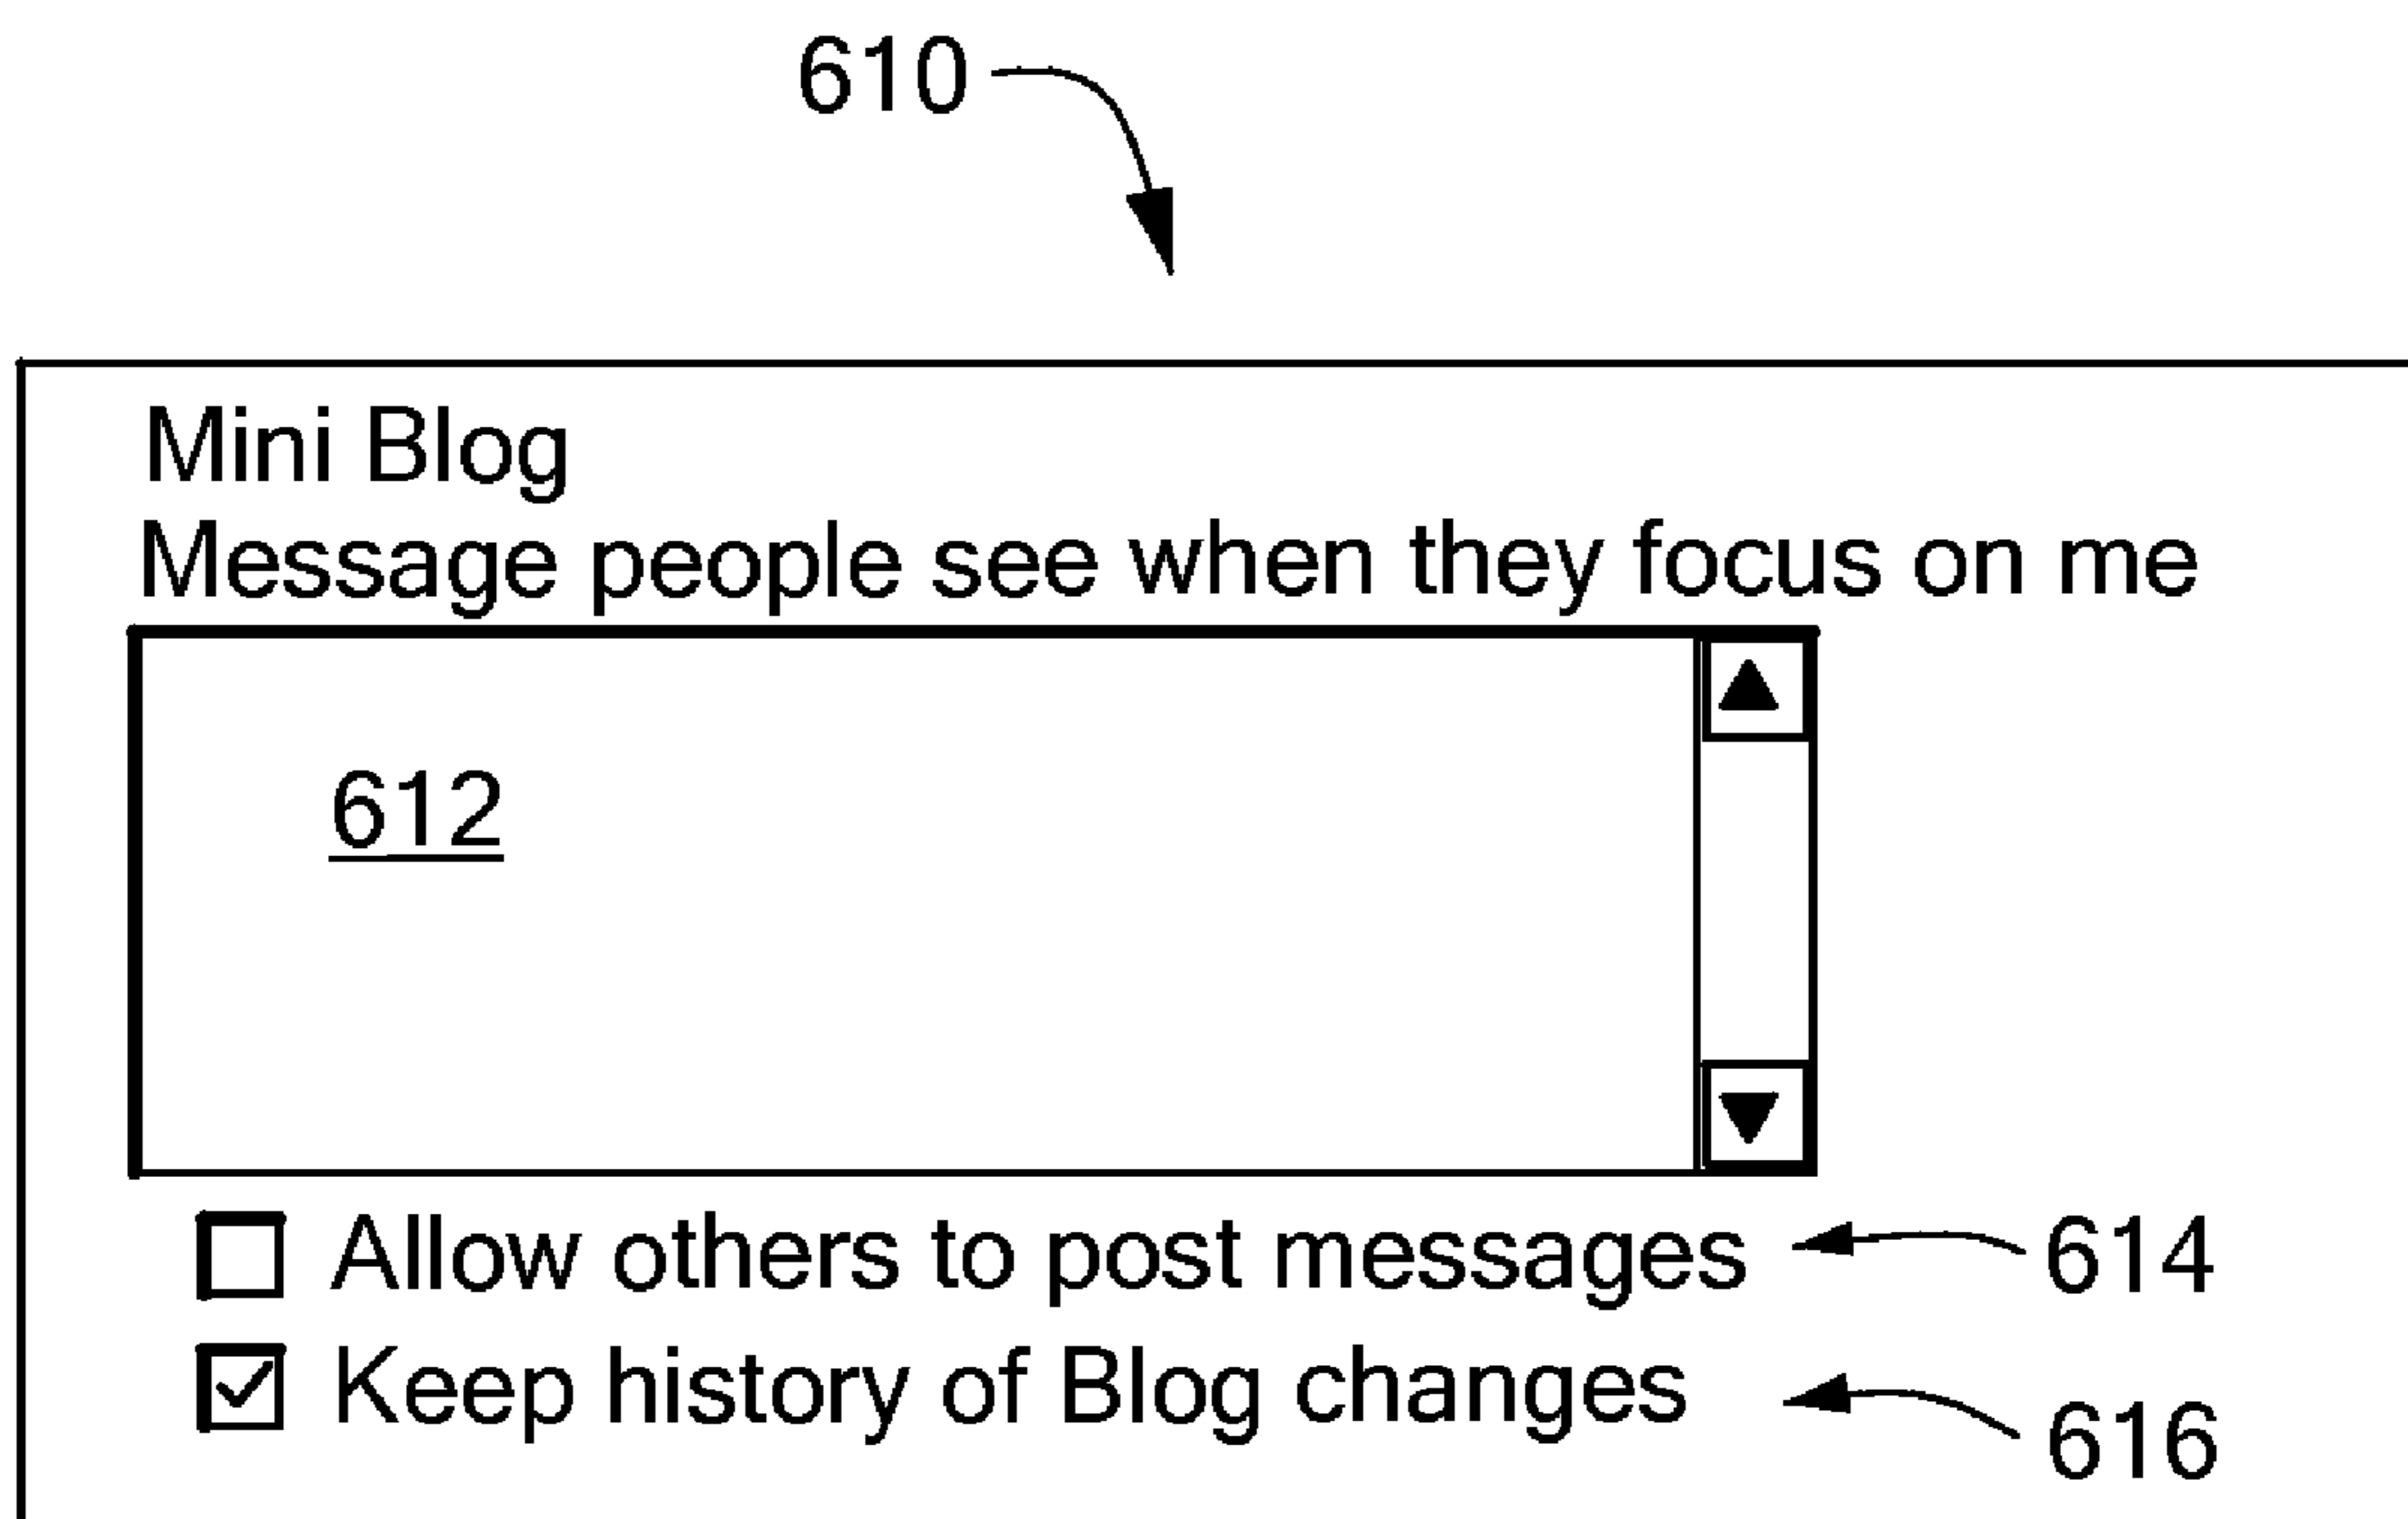 610
Mini Blog
Message people see when they focus on me
612
Allow others to post messages 614
Keep history of Blog changes 616